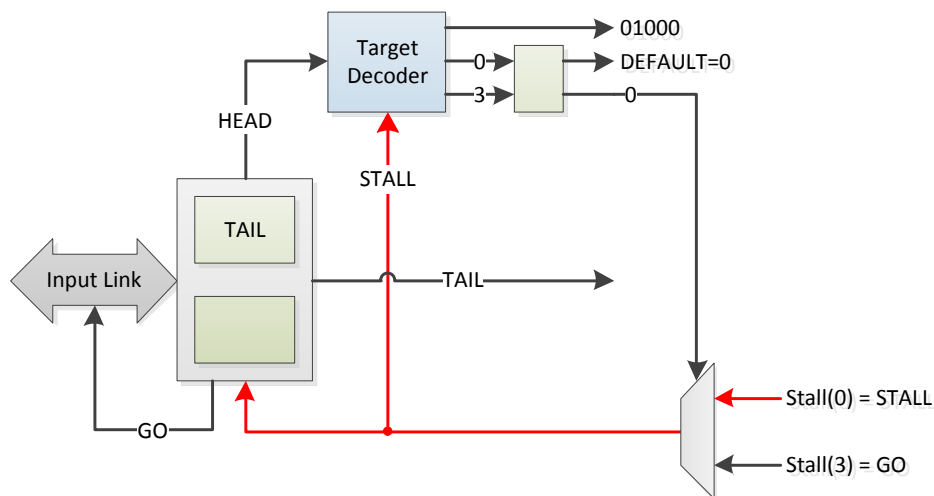 01000
Target
Decoder
0
DEFAULT=0
3
0
HEAD
STALL
TAIL
Input Link
TAIL
GO
Stall(0) = STALL
Stall(3) = GO